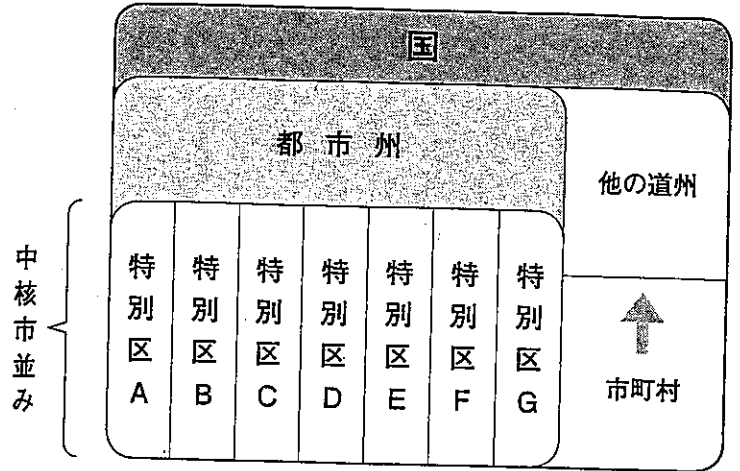 国
都市州
他の道州
中核市並み
特別区A
特別区B
特別区C
特別区D
特別区E
特別区F
特別区G
市町村